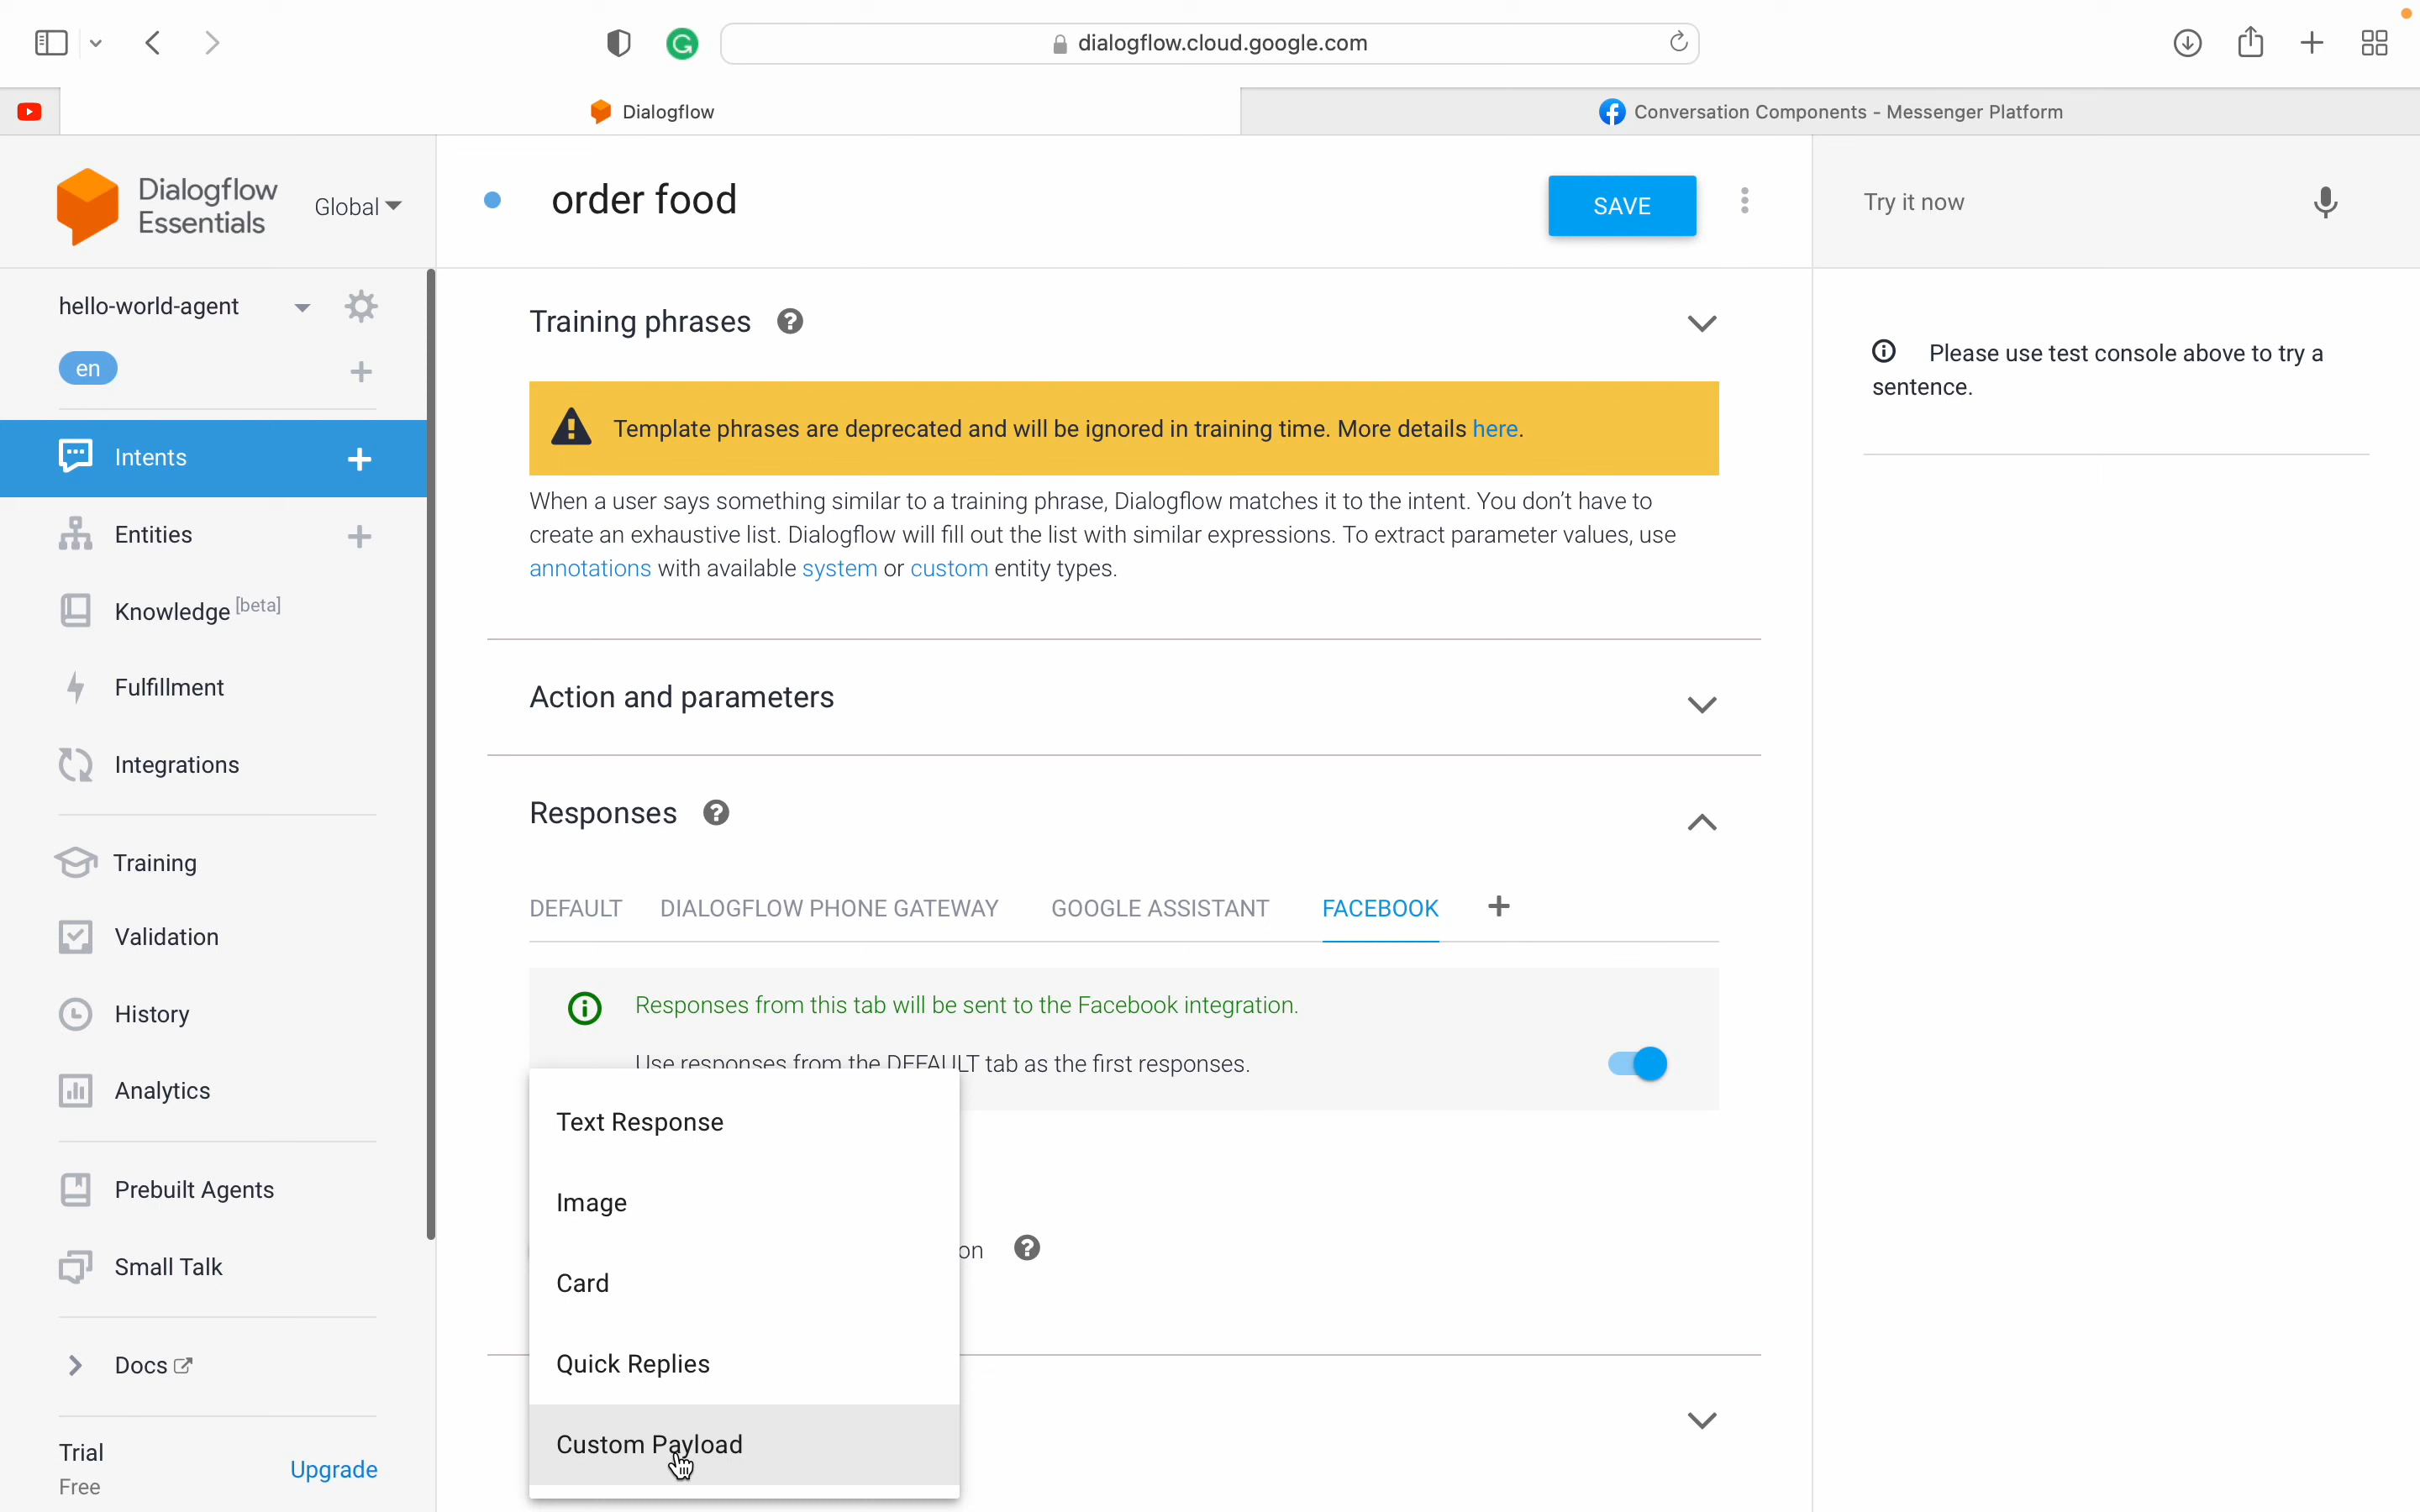 dialogflow.cloud.google.com
Dialogflow
Conversation Components - Messenger Platform
Dialogflow
Essentials
Global
order food
SAVE
Try it now
hello-world-agent
en
Intents
Entities
Knowledge [beta]
Fulfillment
Integrations
Training
Validation
History
Analytics
Prebuilt Agents
Small Talk
Docs
Trial
Free
Upgrade
Training phrases
Template phrases are deprecated and will be ignored in training time. More details here.
When a user says something similar to a training phrase, Dialogflow matches it to the intent. You don't have to
create an exhaustive list. Dialogflow will fill out the list with similar expressions. To extract parameter values, use
annotations with available system or custom entity types.
Action and parameters
Responses
DEFAULT DIALOGFLOW PHONE GATEWAY GOOGLE ASSISTANT FACEBOOK
Responses from this tab will be sent to the Facebook integration.
Use responses from the DEFAULT tab as the first responses.
Text Response
Image
on
Card
Quick Replies
Custom Payload
Please use test console above to try a
sentence.